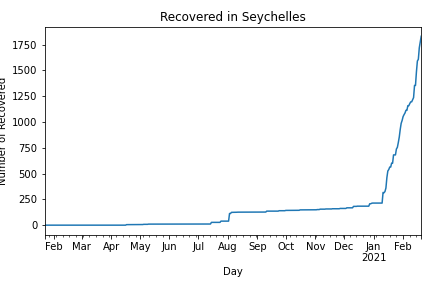 Recovered in Seychelles
Number of Recovered
1750
1500
1250
1000
750
500
250
0
Feb Mar Apr May Jun Jul Aug Sep Oct Nov Dec Jan Feb
2021
Day